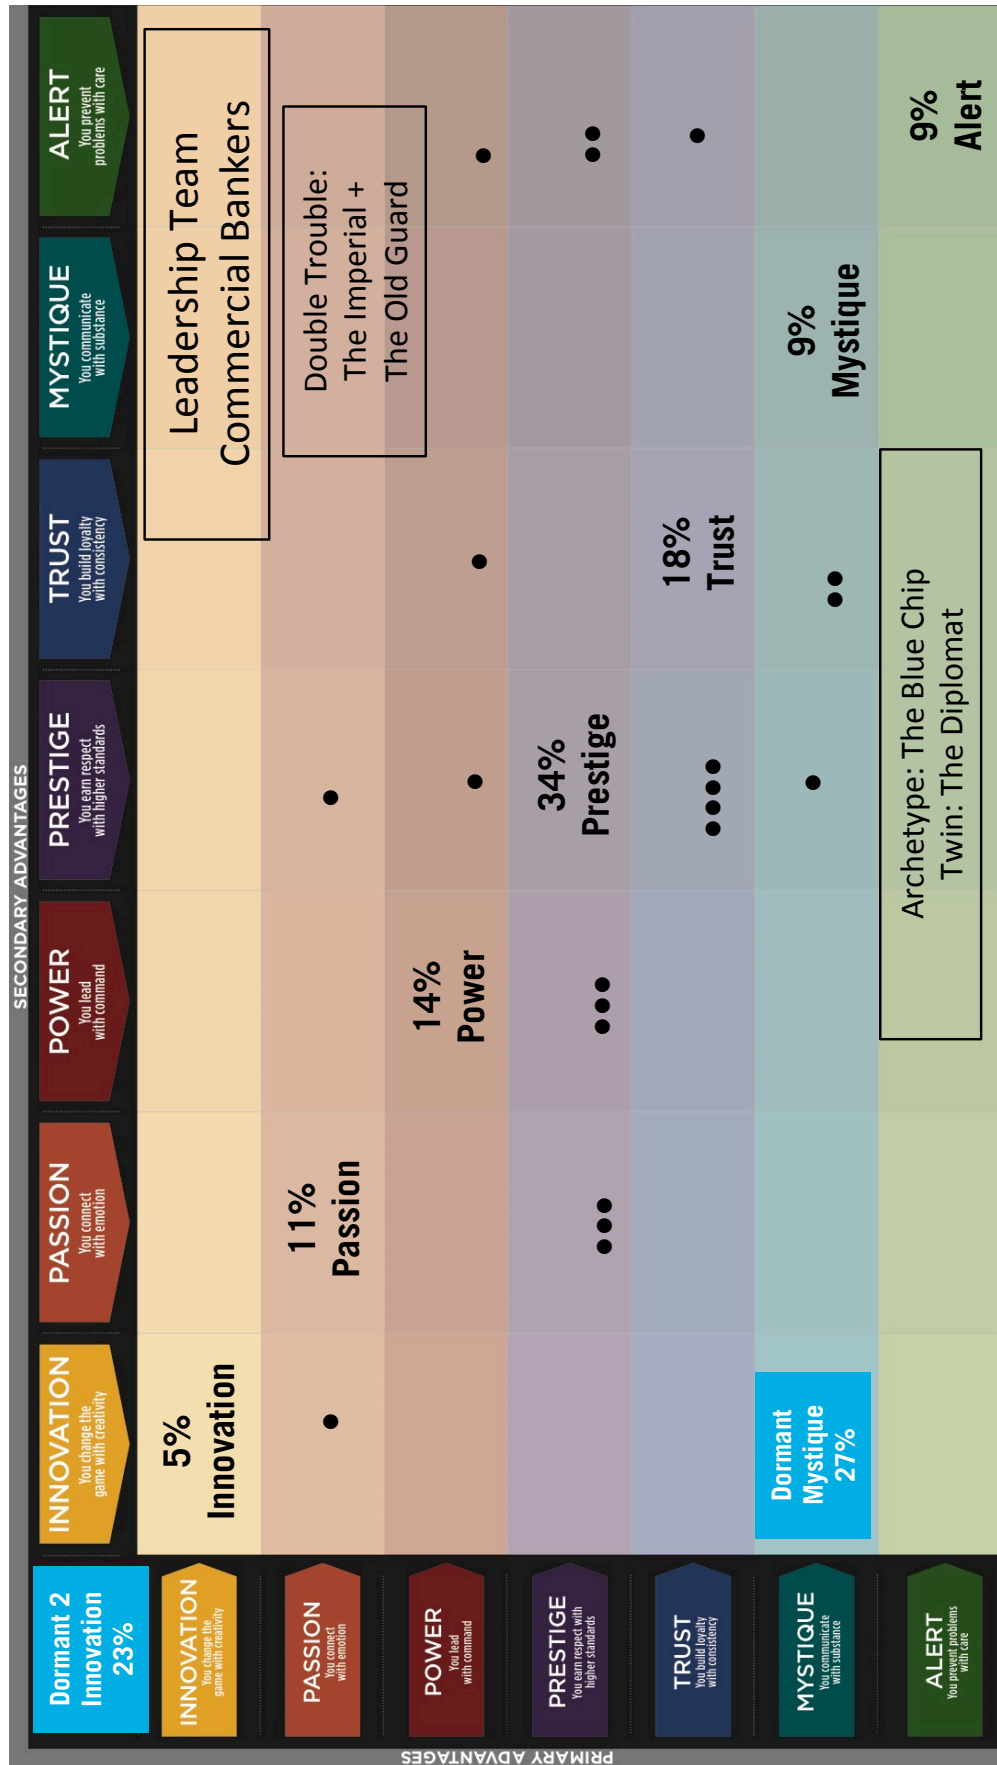 SECONDARY ADVANTAGES
PRIMARY ADVANTAGES
Dormant 2
Innovation
23%
INNOVATION
You change the
game with creativity
PASSION
You connect
with emotion
POWER
You lead
with command
PRESTIGE
You earn respect
with higher standards
TRUST
You build loyalty
with consistency
MYSTIQUE
You communicate
with substance
ALERT
You prevent
problems with care
INNOVATION
You change the
game with creativity
5%
Innovation
Leadership Team
Commercial Bankers
PASSION
You connect
with emotion
11%
Passion
Double Trouble:
The Imperial +
The Old Guard
POWER
You lead
with command
14%
Power
PRESTIGE
You earn respect with
higher standards
34%
Prestige
TRUST
You build loyalty
with consistency
18%
Trust
MYSTIQUE
You communicate
with substance
Dormant
Mystique
27%
9%
Mystique
ALERT
You prevent problems
with care
Archetype: The Blue Chip
Twin: The Diplomat
9%
Alert